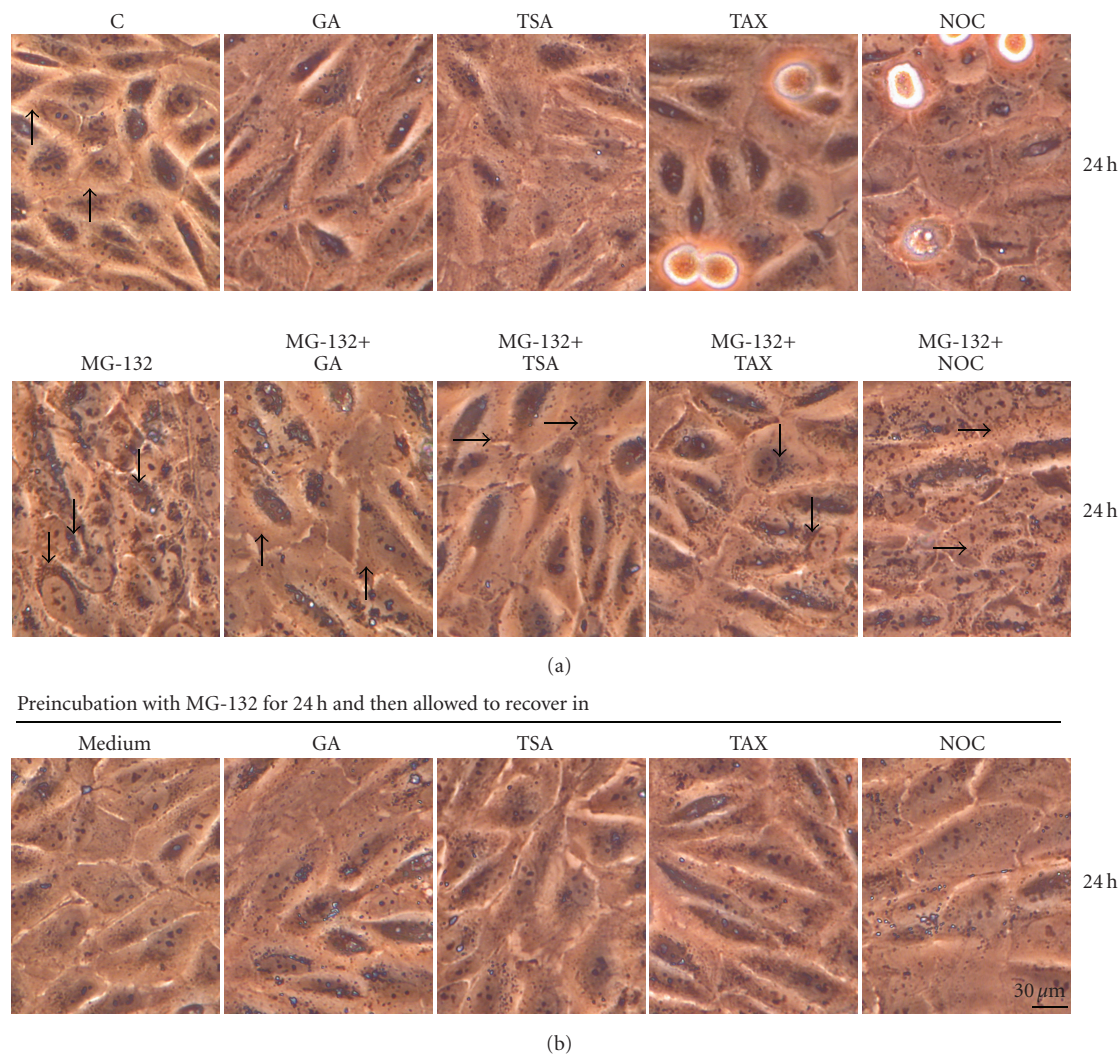 C GA TSA TAX NOC
24 h
MG-132 MG-132+ GA MG-132+ TSA MG-132+ TAX MG-132+ NOC
24 h
(a)
Preincubation with MG-132 for 24 h and then allowed to recover in
Medium GA TSA TAX NOC
24 h
30 µm
(b)